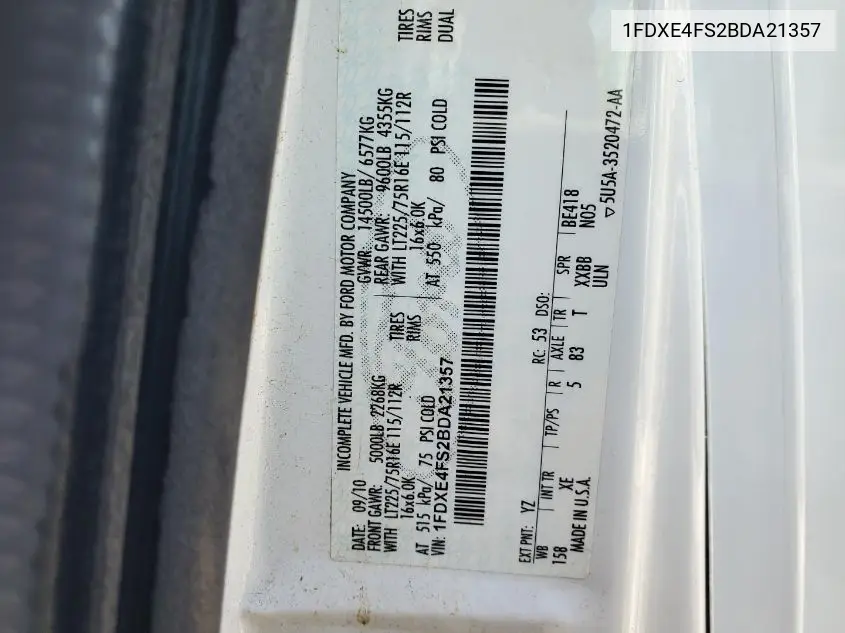 1FDXE4FS2BDA21357
INCOMPLETE VEHICLE MFD. BY FORD MOTOR COMPANY
DATE: 09/10 GVWR: 14500LB/ 6577KG
FRONT GAWR: 5000LB 2268KG REAR GAWR: 9600LB 4355KG
WITH LT225/75R16E 115/112R TIRES WITH LT225/75R16E 115/112R TIRES
16x6.0K RIMS 16x6.0K RIMS
AT 515 kPa/ 75 PSI COLD AT 550 kPa/ 80 PSI COLD DUAL
VIN: 1FDXE4FS2BDA21357
EXT PNT: YZ RC: 53 DSO:
WB INT TR TP/PS R AXLE TR SPR BE418
158 XE 5 83 T XXBB N05
MADE IN U.S.A. ULN
▽5U5A-3520472-AA